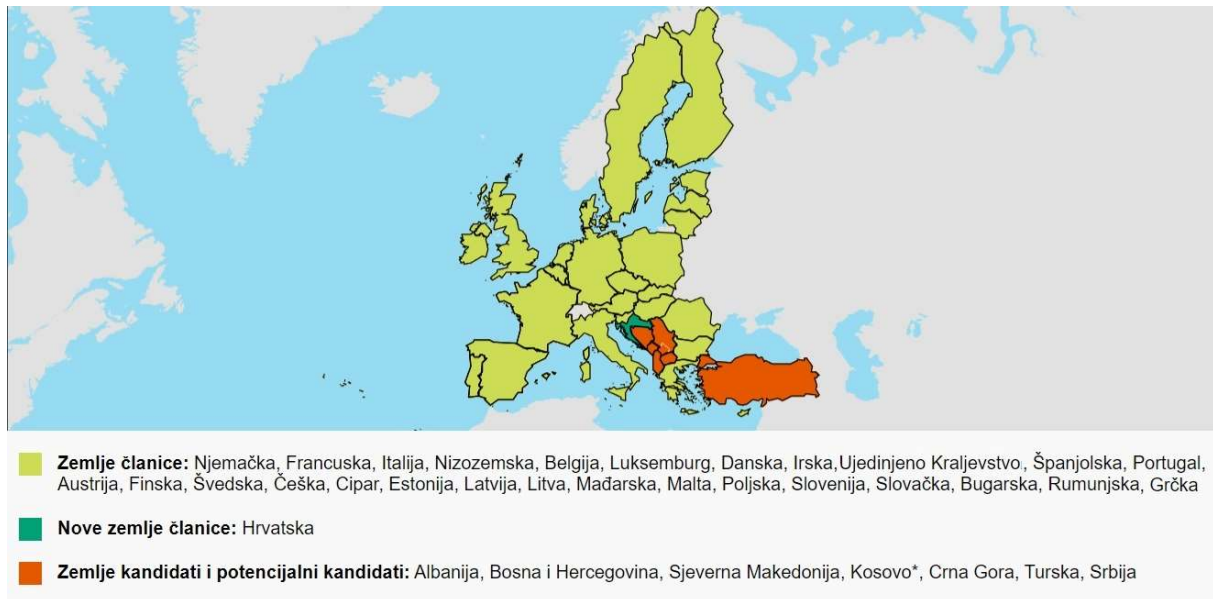 Zemlje članice: Njemačka, Francuska, Italija, Nizozemska, Belgija, Luksemburg, Danska, Irska,Ujedinjeno Kraljevstvo, Španjolska, Portugal,
Austrija, Finska, Švedska, Češka, Cipar, Estonija, Latvija, Litva, Mađarska, Malta, Poljska, Slovenija, Slovačka, Bugarska, Rumunjska, Grčka
Nove zemlje članice: Hrvatska
Zemlje kandidati i potencijalni kandidati: Albanija, Bosna i Hercegovina, Sjeverna Makedonija, Kosovo*, Crna Gora, Turska, Srbija